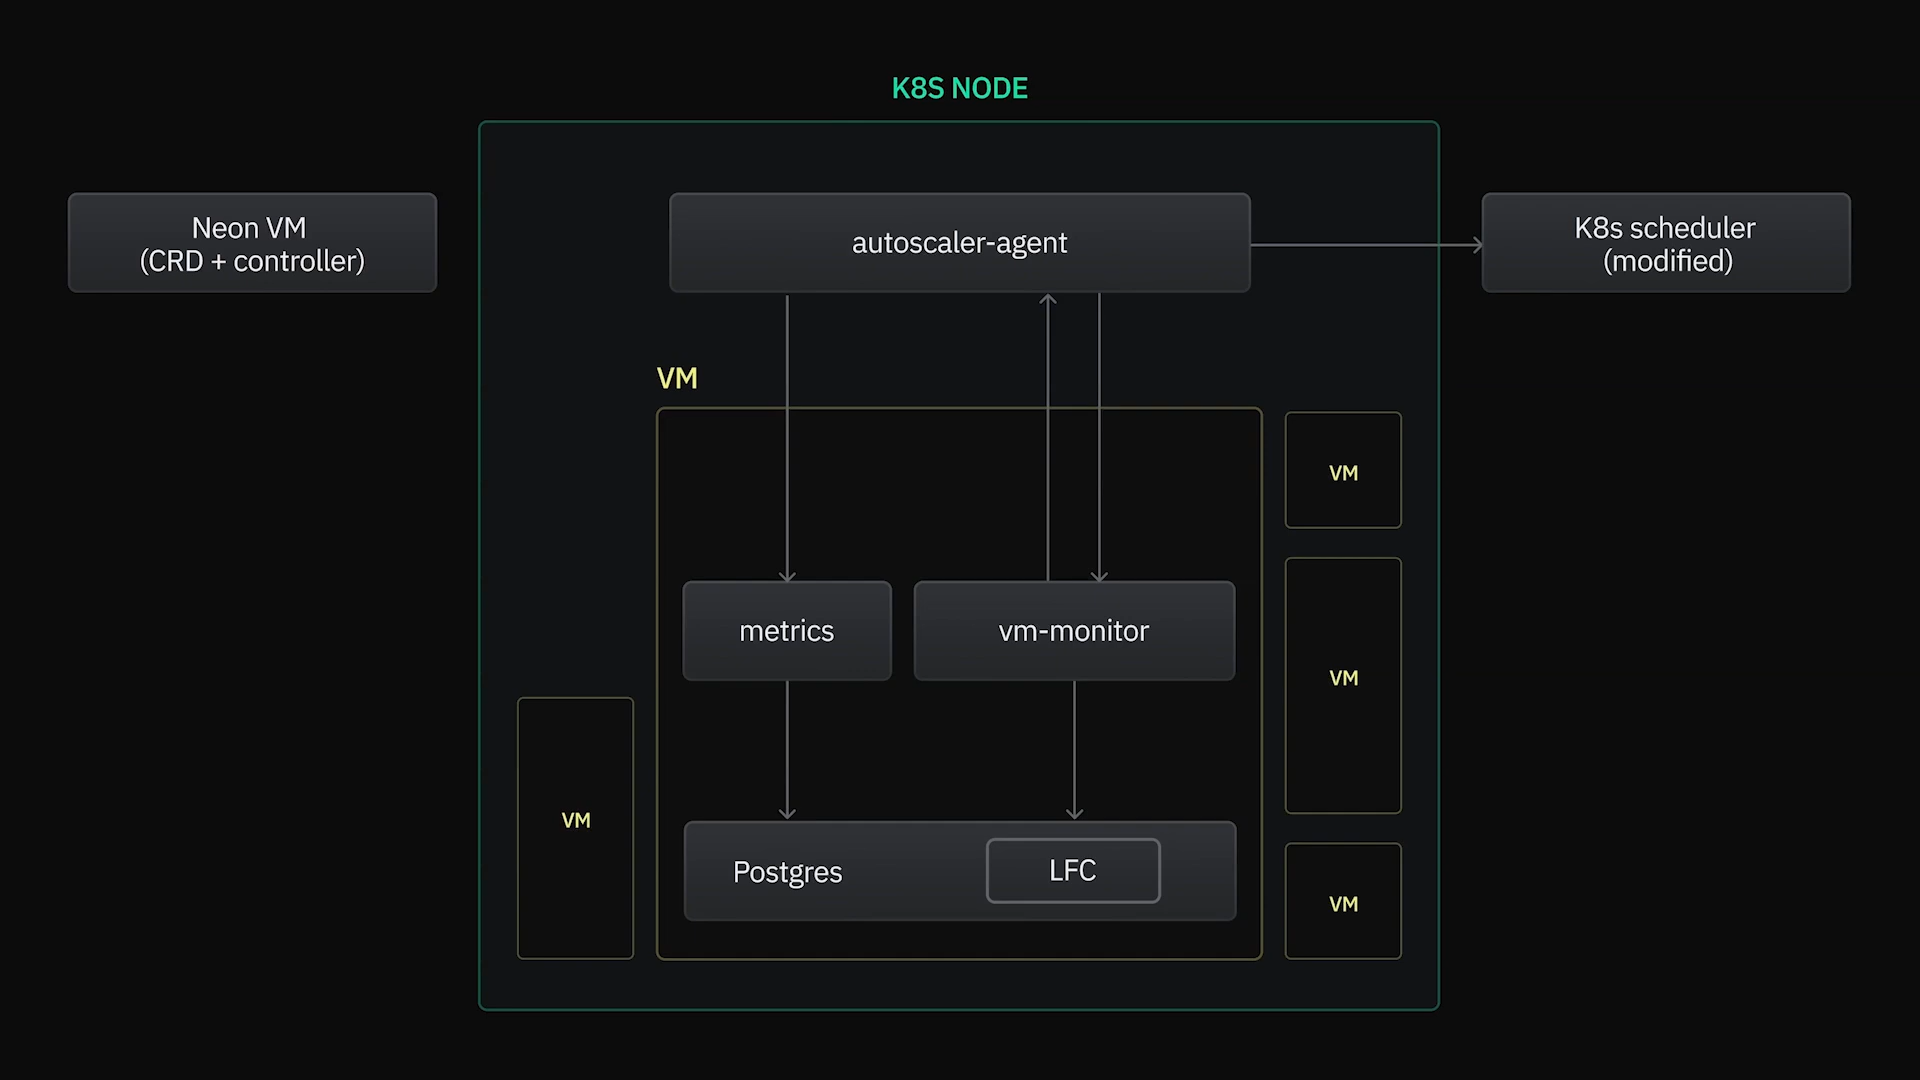 K8S NODE
Neon VM
(CRD + controller)
autoscaler-agent
K8s scheduler
(modified)
VM
VM
metrics
vm-monitor
VM
VM
Postgres
LFC
VM